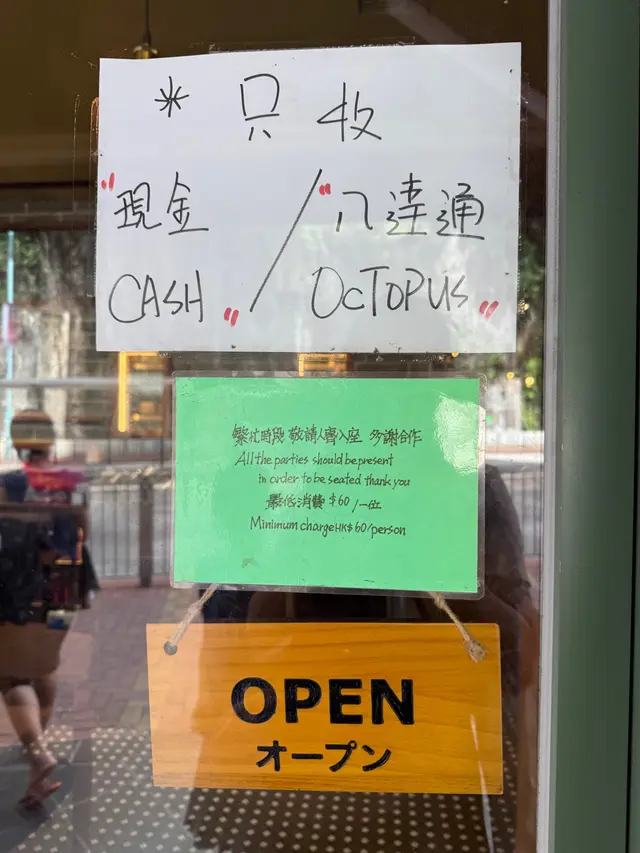 * 只收
"現金 / "八達通
CASH" OCTOPUS"
繁忙時段 敬請人齊入座 多謝合作
All the parties should be present
in order to be seated thank you
最低消費 $60/一位
Minimum charge HK$60/person
OPEN
オープン